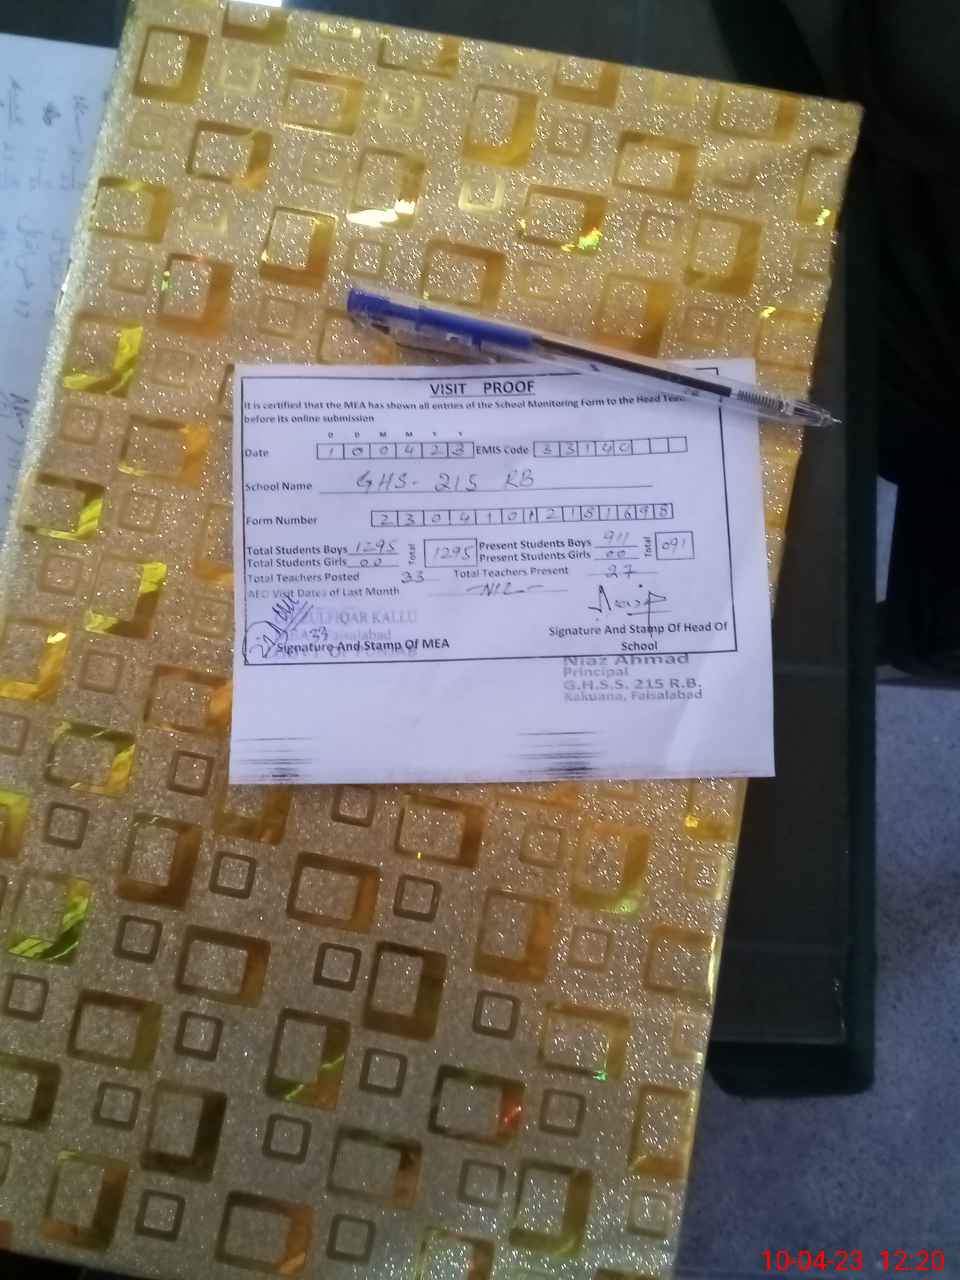 VISIT PROOF
It is certified that the MEA has shown all entries of the School Monitoring Form to the Head
before its online submission
D D M M Y Y
Date 1 0 0 4 2 3 EMIS Code 3 3 1 4 0
School Name GHS- 215 RB
Form Number 2 3 0 4 1 0 1 2 1 5 1 6 9 8
Total Students Boys 1295 Total 1295 Present Students Boys 911 Total 091
Total Students Girls 00 Present Students Girls 00
Total Teachers Posted 33 Total Teachers Present 27
AEO Visit Dates of Last Month -NIL-
ZULFIQAR KALLU
Faisalabad
33
Signature And Stamp Of MEA
Signature And Stamp Of Head Of
School
Niaz Ahmad
Principal
G.H.S.S. 215 R.B.
Kakuana, Faisalabad
10-04-23 12:20